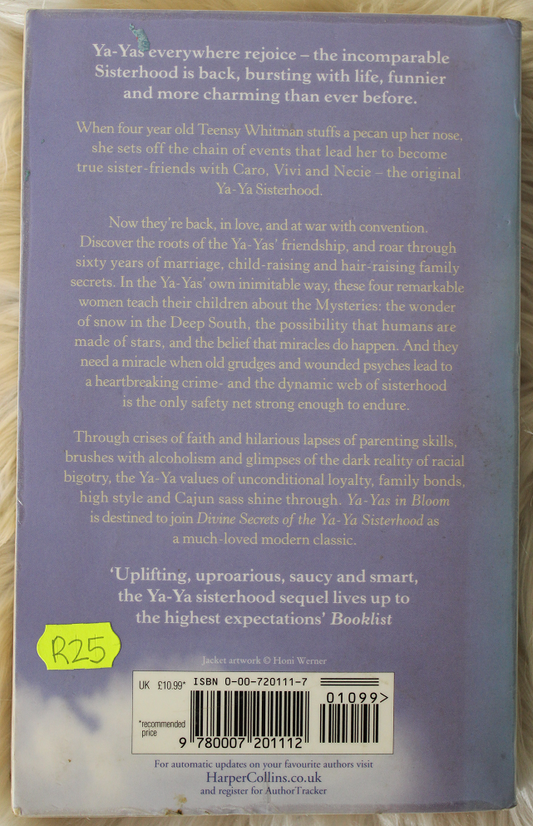 Ya-Yas everywhere rejoice – the incomparable
Sisterhood is back, bursting with life, funnier
and more charming than ever before.
When four year old Teensy Whitman stuffs a pecan up her nose,
she sets off the chain of events that lead her to become
true sister-friends with Caro, Vivi and Necie – the original
Ya-Ya Sisterhood.
Now they're back, in love, and at war with convention.
Discover the roots of the Ya-Yas' friendship, and roar through
sixty years of marriage, child-raising and hair-raising family
secrets. In the Ya-Yas' own inimitable way, these four remarkable
women teach their children about the Mysteries: the wonder
of snow in the Deep South, the possibility that humans are
made of stars, and the belief that miracles do happen. And they
need a miracle when old grudges and wounded psyches lead to
a heartbreaking crime- and the dynamic web of sisterhood
is the only safety net strong enough to endure.
Through crises of faith and hilarious lapses of parenting skills,
brushes with alcoholism and glimpses of the dark reality of racial
bigotry, the Ya-Ya values of unconditional loyalty, family bonds,
high style and Cajun sass shine through. Ya-Yas in Bloom
is destined to join Divine Secrets of the Ya-Ya Sisterhood as
a much-loved modern classic.
'Uplifting, uproarious, saucy and smart,
the Ya-Ya sisterhood sequel lives up to
the highest expectations' Booklist
R25
Jacket artwork © Honi Werner
UK £10.99*
ISBN 0-00-720111-7
01099>
*recommended
price
9 780007 201112
For automatic updates on your favourite authors visit
HarperCollins.co.uk
and register for AuthorTracker